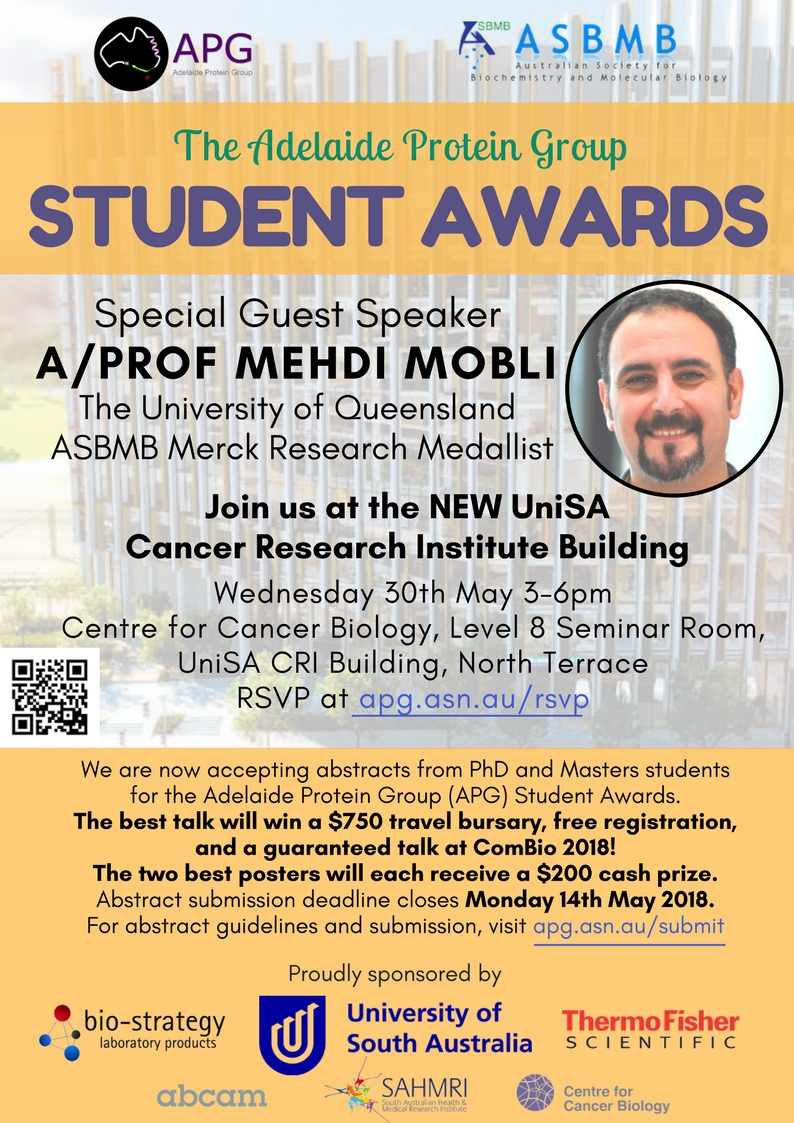 APG
Adelaide Protein Group
SBMB
ASBMB
Australian Society for
Biochemistry and Molecular Biology
The Adelaide Protein Group
STUDENT AWARDS
Special Guest Speaker
A/PROF MEHDI MOBLI
The University of Queensland
ASBMB Merck Research Medallist
Join us at the NEW UniSA
Cancer Research Institute Building
Wednesday 30th May 3-6pm
Centre for Cancer Biology, Level 8 Seminar Room,
UniSA CRI Building, North Terrace
RSVP at apg.asn.au/rsvp
We are now accepting abstracts from PhD and Masters students
for the Adelaide Protein Group (APG) Student Awards.
The best talk will win a $750 travel bursary, free registration,
and a guaranteed talk at ComBio 2018!
The two best posters will each receive a $200 cash prize.
Abstract submission deadline closes Monday 14th May 2018.
For abstract guidelines and submission, visit apg.asn.au/submit
Proudly sponsored by
bio-strategy
laboratory products
University of
South Australia
ThermoFisher
SCIENTIFIC
abcam
SAHMRI
South Australian Health &
Medical Research Institute
Centre for
Cancer Biology